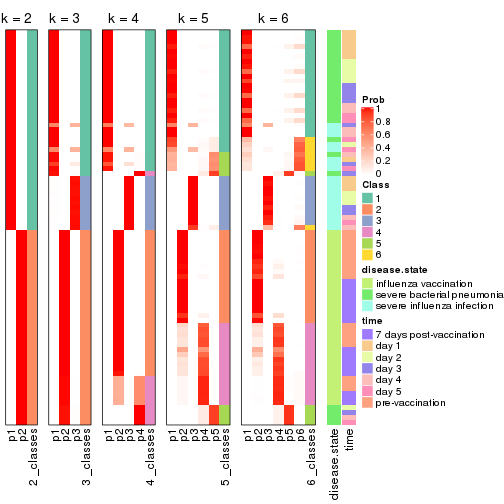 k = 2 k = 3 k = 4 k = 5 k = 6
Prob
1
0.8
0.6
0.4
0.2
0
Class
1
2
3
4
5
6
disease.state
influenza vaccination
severe bacterial pneumonia
severe influenza infection
time
7 days post-vaccination
day 1
day 2
day 3
day 4
day 5
pre-vaccination
p1
p2
2_classes
p1
p2
p3
3_classes
p1
p2
p3
p4
4_classes
p1
p2
p3
p4
p5
5_classes
p1
p2
p3
p4
p5
p6
6_classes
disease.state
time